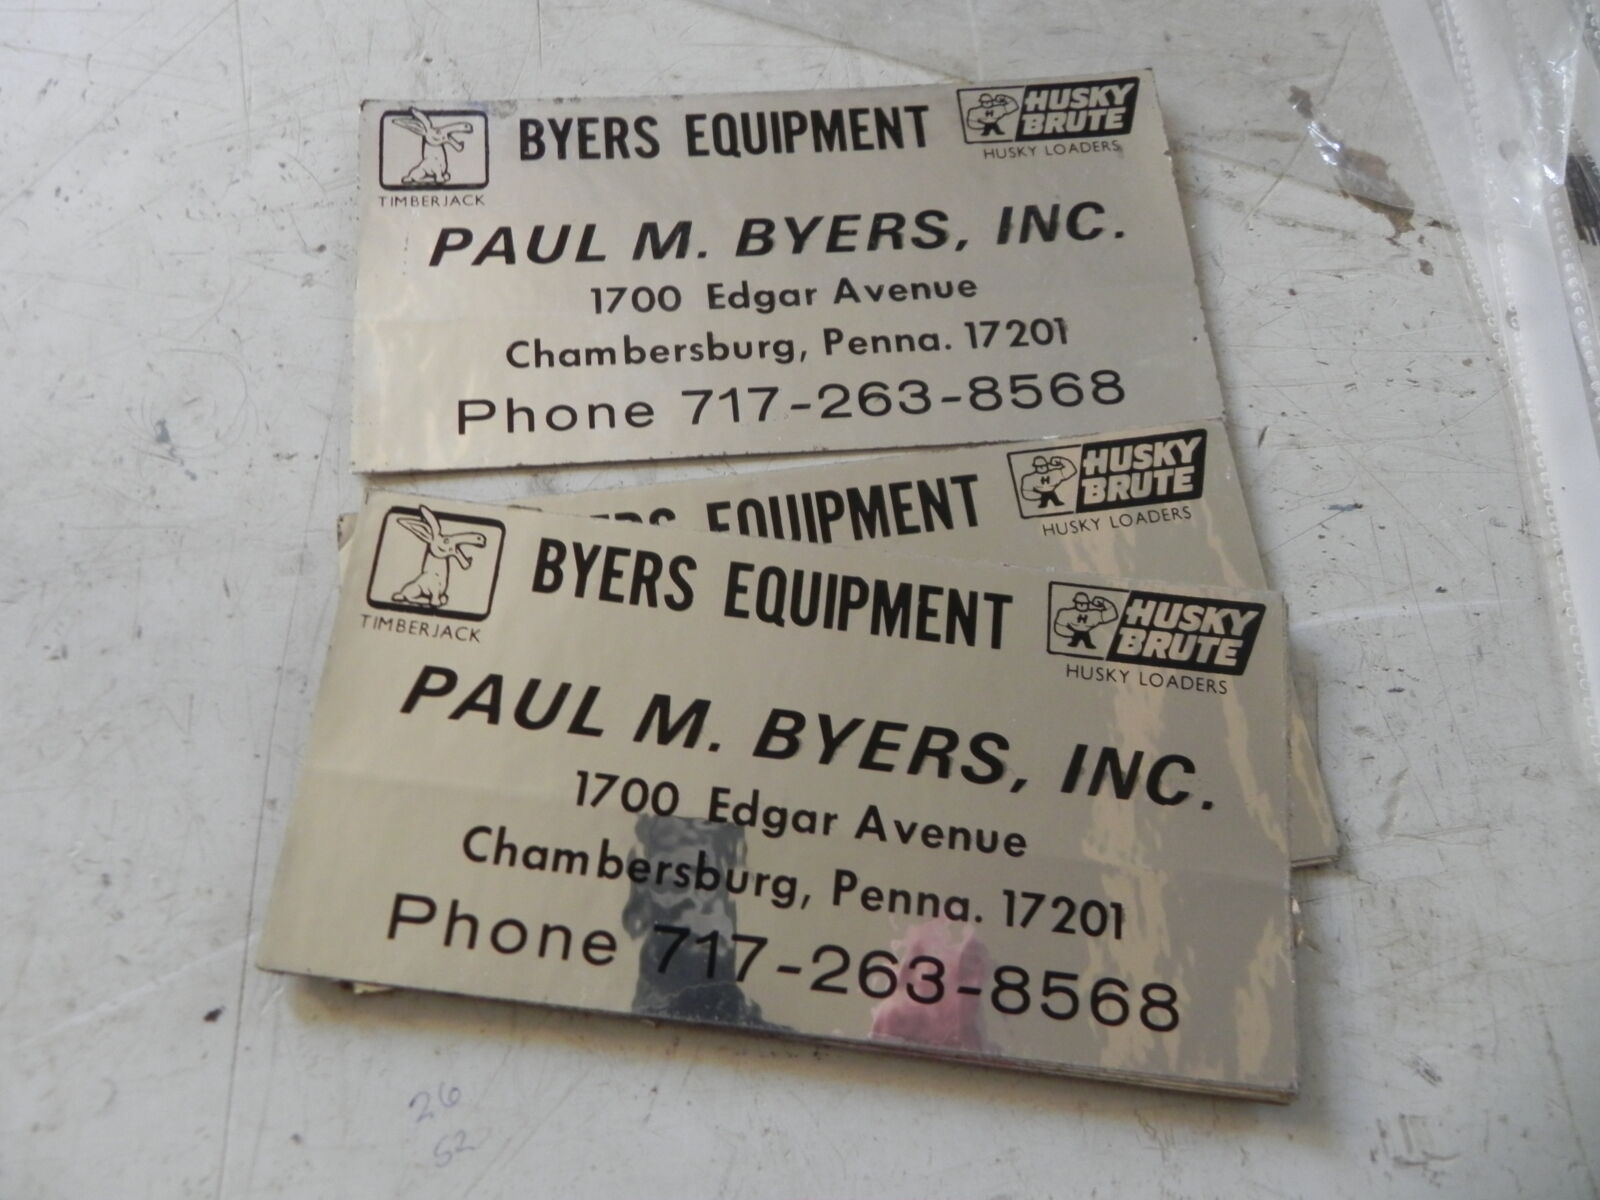 TIMBERJACK
BYERS EQUIPMENT
HUSKY
BRUTE
HUSKY LOADERS
PAUL M. BYERS, INC.
1700 Edgar Avenue
Chambersburg, Penna. 17201
Phone 717-263-8568
EQUIPMENT
H
HUSKY
BRUTE
HUSKY LOADERS
TIMBERJACK
BYERS EQUIPMENT
H
HUSKY
BRUTE
HUSKY LOADERS
PAUL M. BYERS, INC.
1700 Edgar Avenue
Chambersburg, Penna. 17201
Phone 717-263-8568
26
52